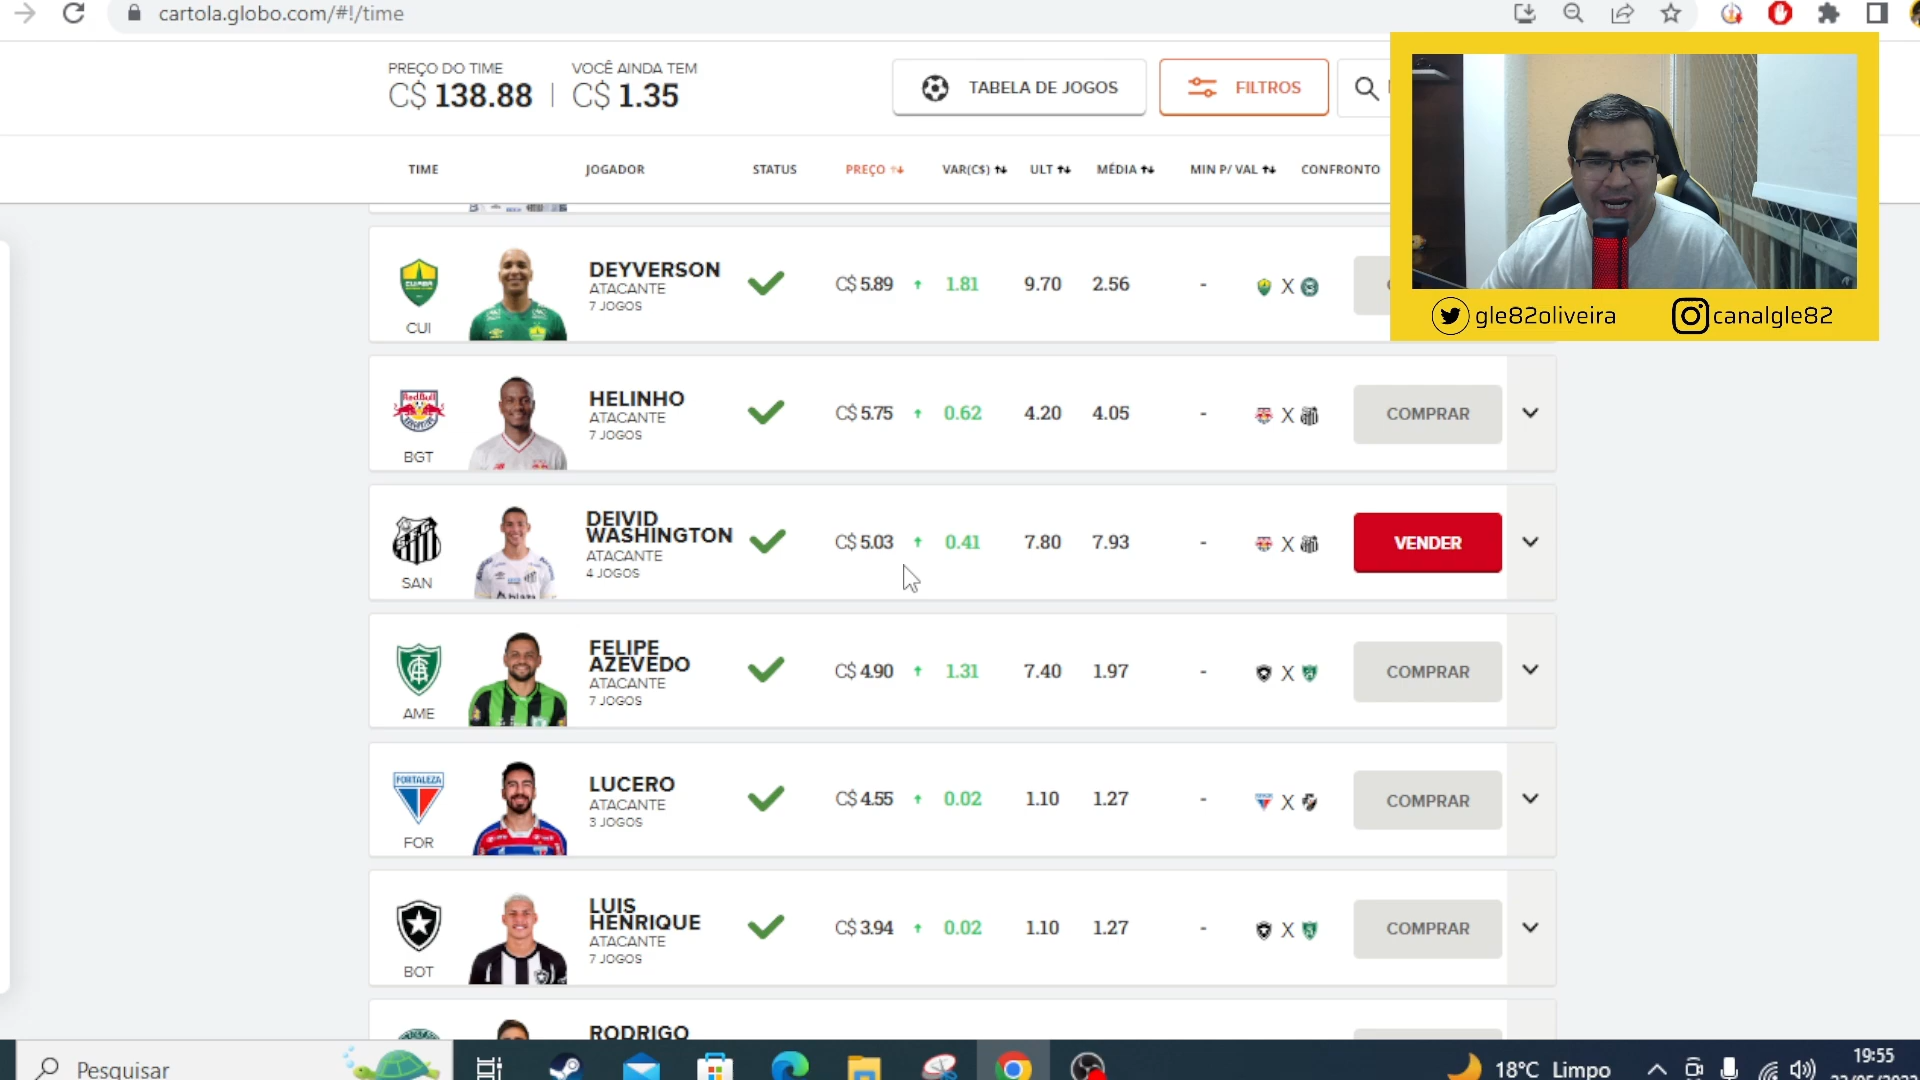 cartola.globo.com/#!/time
PREÇO DO TIME
C$ 138.88
VOCÊ AINDA TEM
C$ 1.35
TABELA DE JOGOS
FILTROS
TIME
JOGADOR
STATUS
PREÇO
VAR(C$)
ULT
MÉDIA
MIN P/ VAL
CONFRONTO
gle82oliveira
canalgle82
CUIABÁ
CUI
DEYVERSON
ATACANTE
7 JOGOS
C$ 5.89
1.81
9.70
2.56
-
X
RedBull
BGT
HELINHO
ATACANTE
7 JOGOS
C$ 5.75
0.62
4.20
4.05
-
X
COMPRAR
SAN
DEIVID
WASHINGTON
ATACANTE
4 JOGOS
C$ 5.03
0.41
7.80
7.93
-
X
VENDER
AME
FELIPE
AZEVEDO
ATACANTE
7 JOGOS
C$ 4.90
1.31
7.40
1.97
-
X
COMPRAR
FORTALEZA
FOR
LUCERO
ATACANTE
3 JOGOS
C$ 4.55
0.02
1.10
1.27
-
X
COMPRAR
BOT
LUIS
HENRIQUE
ATACANTE
7 JOGOS
C$ 3.94
0.02
1.10
1.27
-
X
COMPRAR
RODRIGO
Pesquisar
18°C Limpo
19:55